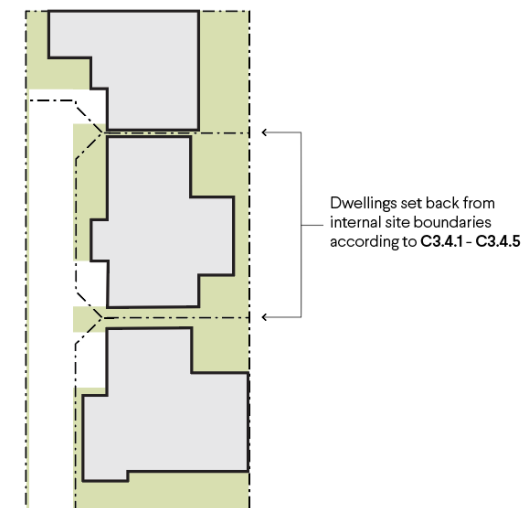 Dwellings set back from
internal site boundaries
according to C3.4.1 - C3.4.5